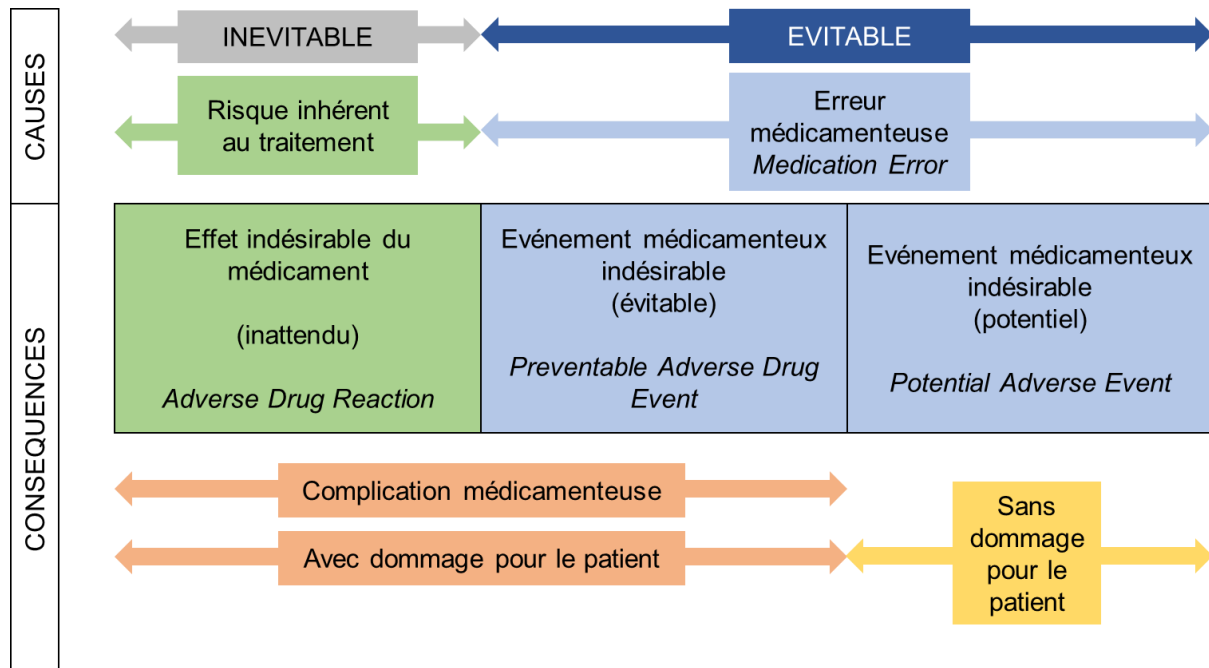 CAUSES
INEVITABLE
EVITABLE
Risque inhérent
au traitement
Erreur
médicamenteuse
Medication Error
CONSEQUENCES
Effet indésirable du
médicament
(inattendu)
Adverse Drug Reaction
Evénement médicamenteux
indésirable
(évitable)
Preventable Adverse Drug
Event
Evénement médicamenteux
indésirable
(potentiel)
Potential Adverse Event
Complication médicamenteuse
Avec dommage pour le patient
Sans
dommage
pour le
patient